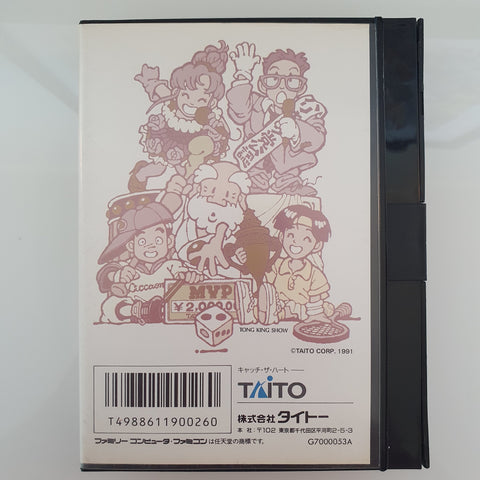 Liccaon
MVP
¥2,000,0
TONG KING SHOW
©TAITO CORP. 1991
キャッチ・ザ・ハート
TAITO
株式会社 タイトー
本 社:〒102 東京都千代田区平河町2-5-3
T4988611900260
ファミリー コンピュータ・ファミコンは任天堂の商標です。
G7000053A